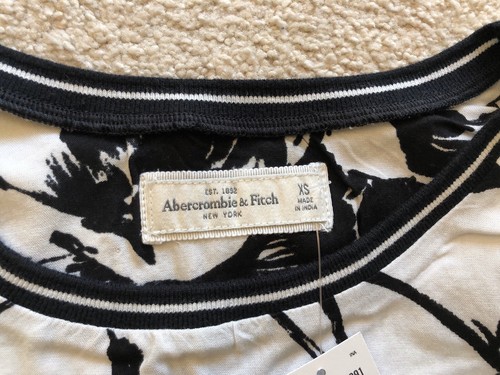 EST. 1892
Abercrombie & Fitch
NEW YORK
XS
MADE
IN INDIA